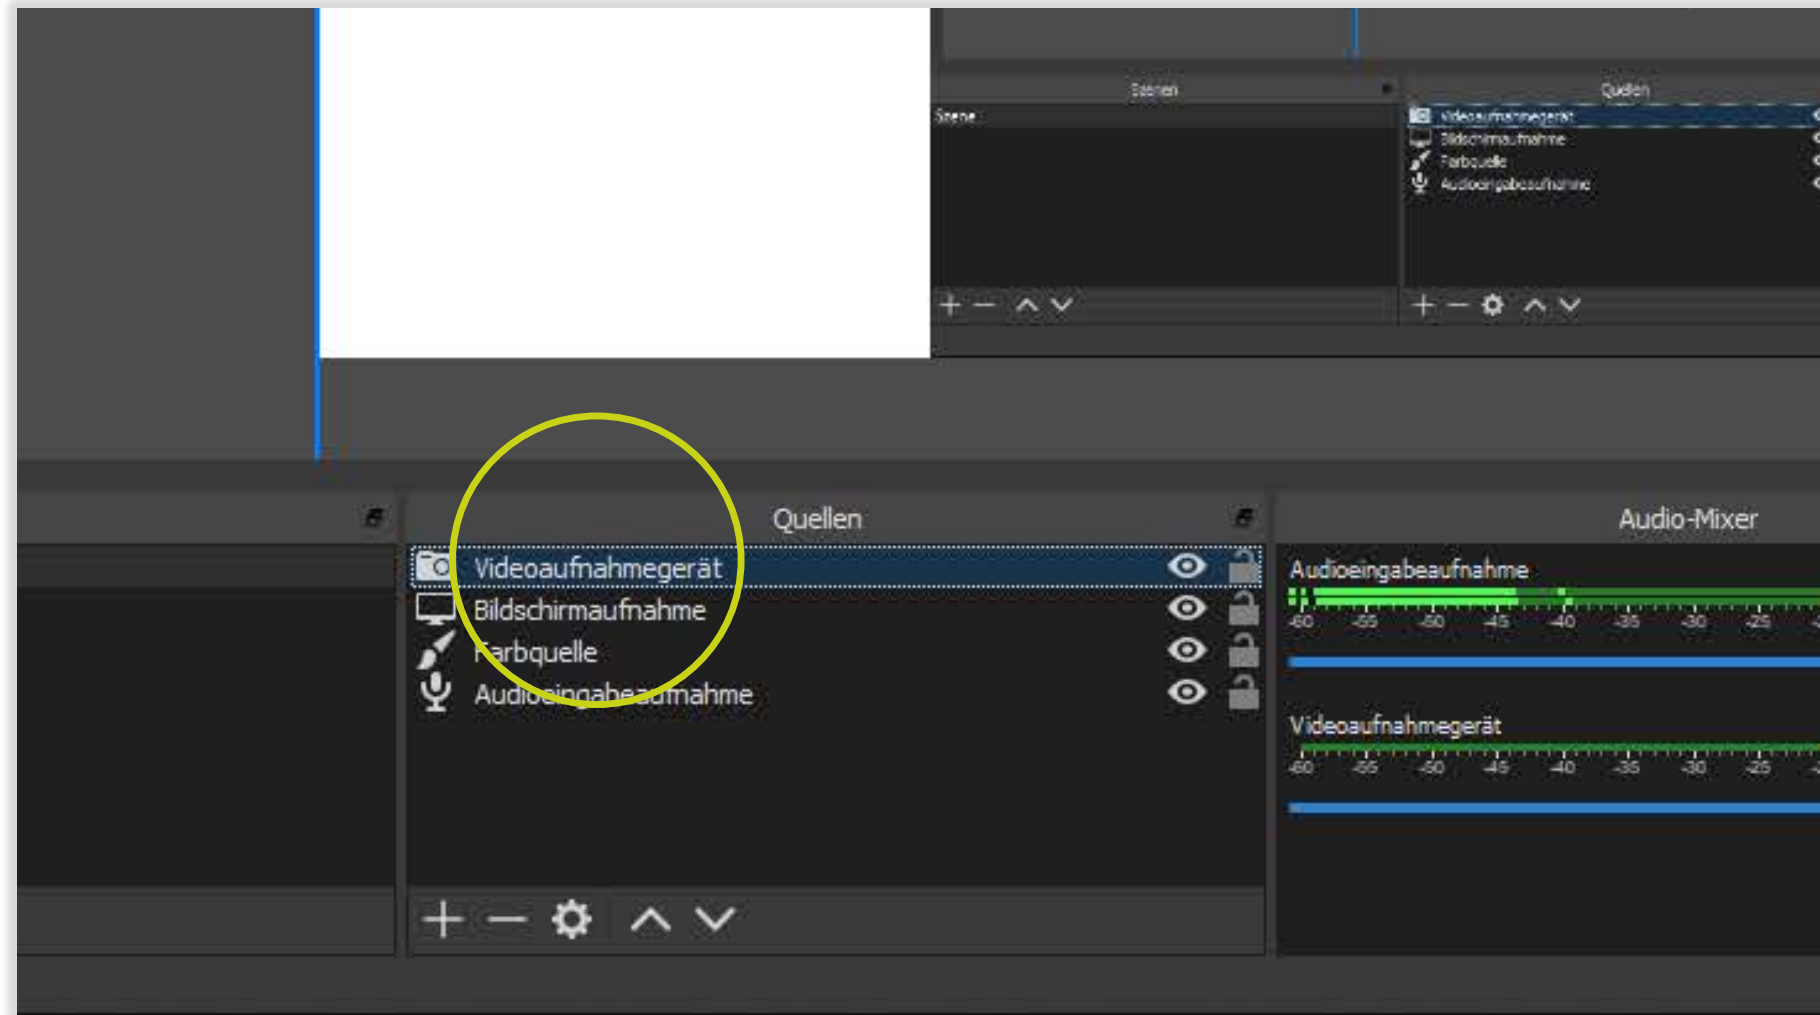 Szenen
Quellen
Szene
Videoaufnahmegerät
Bildschirmaufnahme
Farbquelle
Audioeingabeaufnahme
Quellen
Audio-Mixer
Videoaufnahmegerät
Bildschirmaufnahme
Farbquelle
Audioeingabeaufnahme
Audioeingabeaufnahme
-60 -55 -50 -45 -40 -35 -30 -25
Videoaufnahmegerät
-60 -55 -50 -45 -40 -35 -30 -25